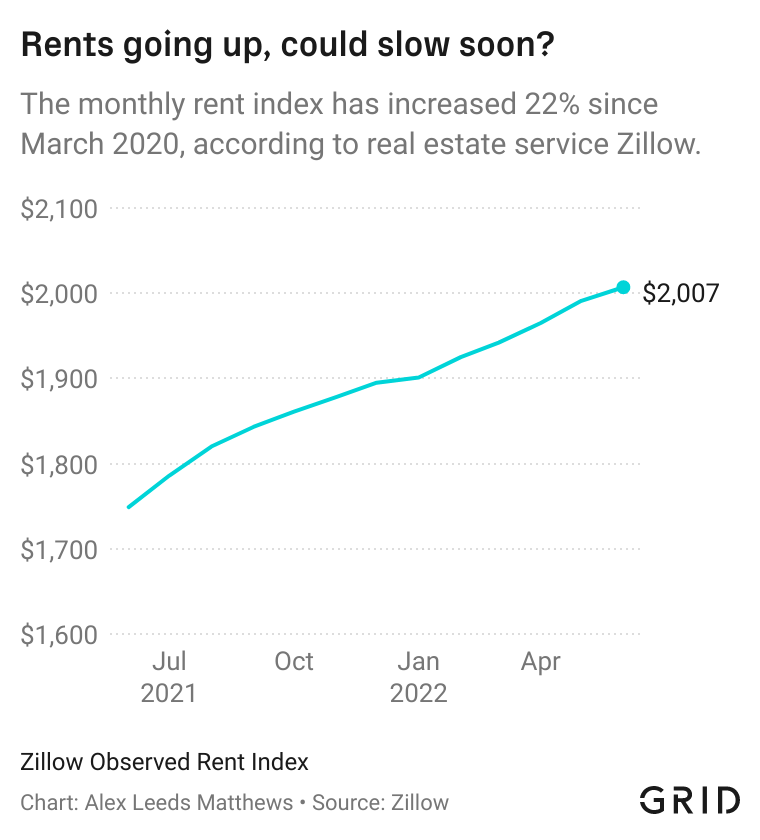 Rents going up, could slow soon?
The monthly rent index has increased 22% since
March 2020, according to real estate service Zillow.
$2,100
$2,000
$2,007
$1,900
$1,800
$1,700
$1,600
Jul Oct Jan Apr
2021 2022
Zillow Observed Rent Index
Chart: Alex Leeds Matthews • Source: Zillow
GRID